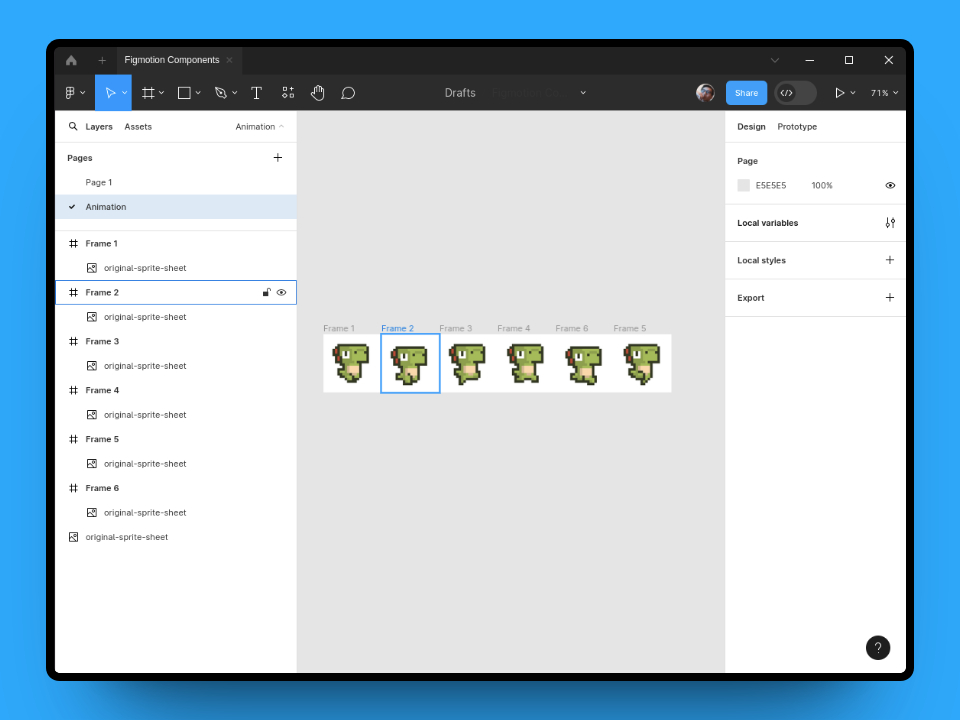 Figmotion Components
Drafts
Share
71%
Layers
Assets
Animation
Pages
Page 1
Animation
Frame 1
original-sprite-sheet
Frame 2
original-sprite-sheet
Frame 3
original-sprite-sheet
Frame 4
original-sprite-sheet
Frame 5
original-sprite-sheet
Frame 6
original-sprite-sheet
original-sprite-sheet
Frame 1
Frame 2
Frame 3
Frame 4
Frame 6
Frame 5
Design
Prototype
Page
E5E5E5
100%
Local variables
Local styles
Export
?